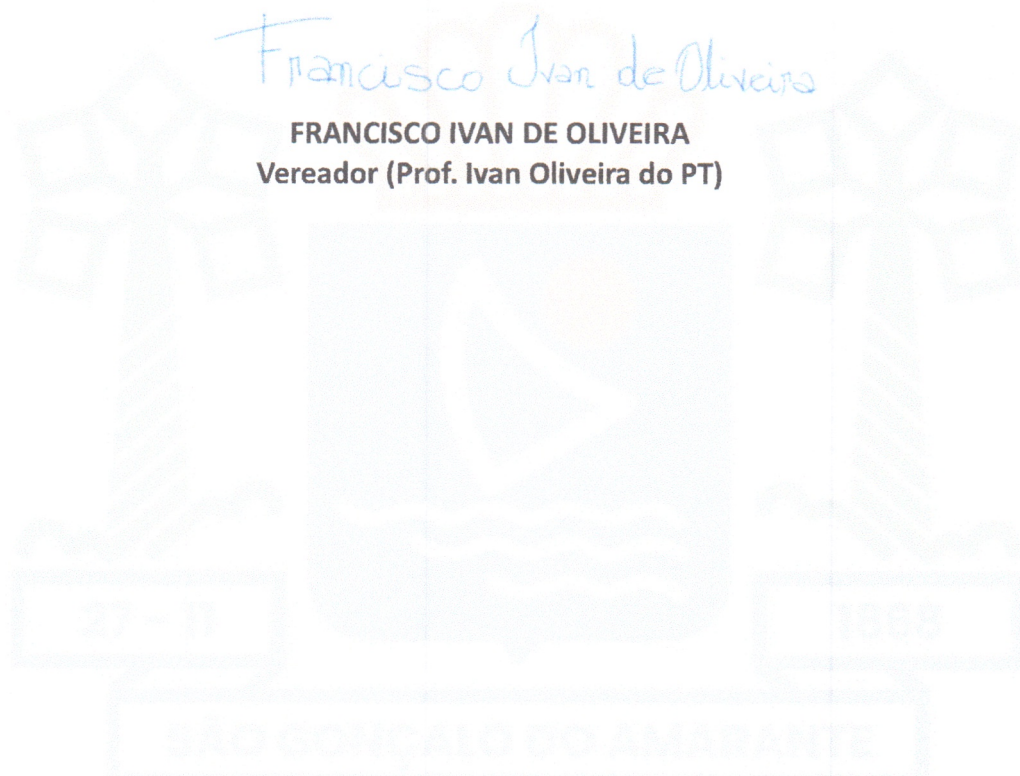 Francisco Ivan de Oliveira
FRANCISCO IVAN DE OLIVEIRA
Vereador (Prof. Ivan Oliveira do PT)
27 - 11
1868
SÃO GONÇALO DO AMARANTE